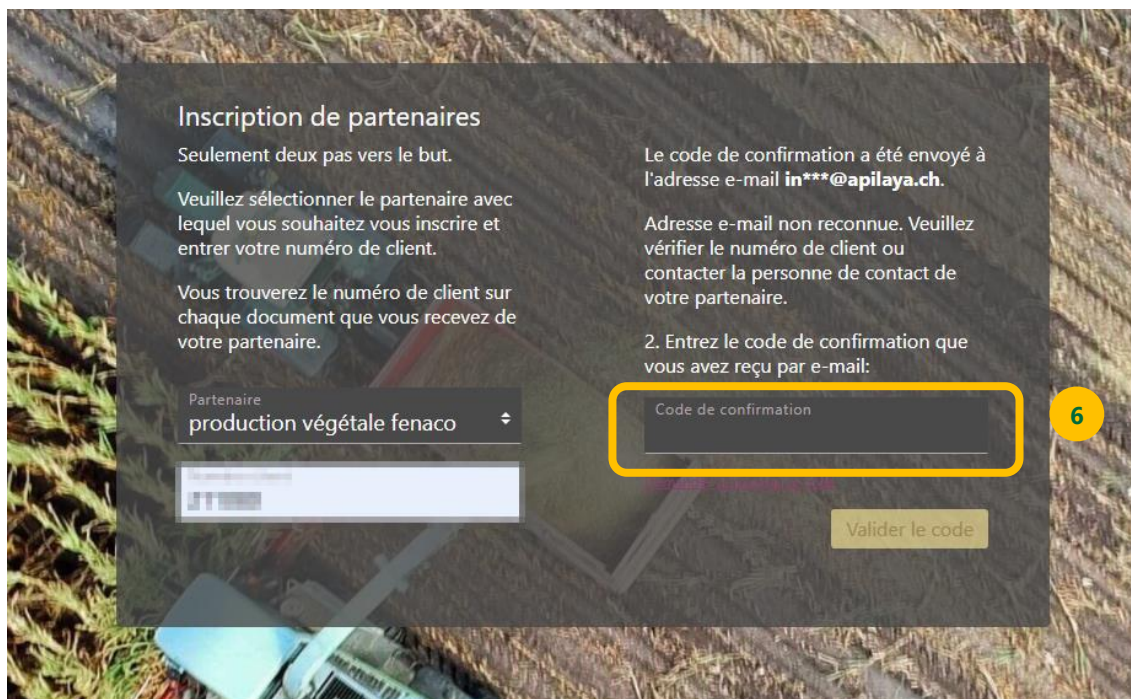 Inscription de partenaires
Seulement deux pas vers le but.
Veuillez sélectionner le partenaire avec
lequel vous souhaitez vous inscrire et
entrer votre numéro de client.
Vous trouverez le numéro de client sur
chaque document que vous recevez de
votre partenaire.
Partenaire
production végétale fenaco
Le code de confirmation a été envoyé à
l'adresse e-mail in***@apilaya.ch.
Adresse e-mail non reconnue. Veuillez
vérifier le numéro de client ou
contacter la personne de contact de
votre partenaire.
2. Entrez le code de confirmation que
vous avez reçu par e-mail:
Code de confirmation
6
Valider le code